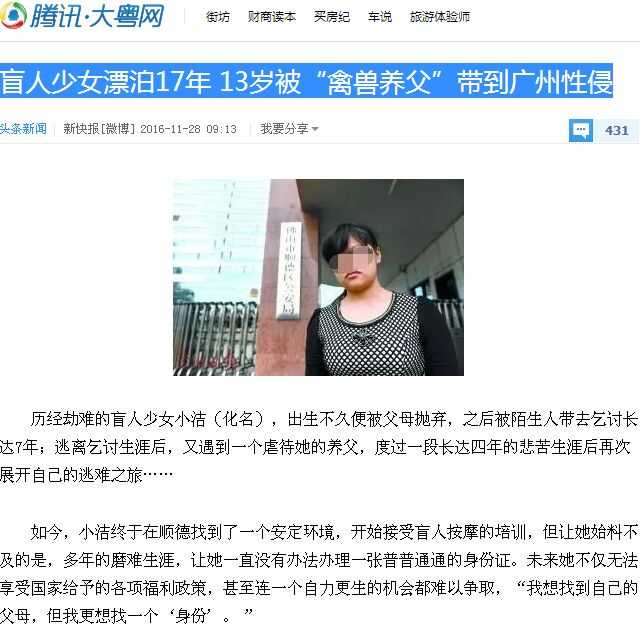 腾讯·大粤网 街坊 财商读本 买房纪 车说 旅游体验师
盲人少女漂泊17年 13岁被“禽兽养父”带到广州性侵
头条新闻 新快报[微博] 2016-11-28 09:13 我要分享 431
佛山市顺德区公安局
历经劫难的盲人少女小洁（化名），出生不久便被父母抛弃，之后被陌生人带去乞讨长
达7年；逃离乞讨生涯后，又遇到一个虐待她的养父，度过一段长达四年的悲苦生涯后再次
展开自己的逃难之旅……
如今，小洁终于在顺德找到了一个安定环境，开始接受盲人按摩的培训，但让她始料不
及的是，多年的磨难生涯，让她一直没有办法办理一张普普通通的身份证。未来她不仅无法
享受国家给予的各项福利政策，甚至连一个自力更生的机会都难以争取，“我想找到自己的
父母，但我更想找一个‘身份’。”